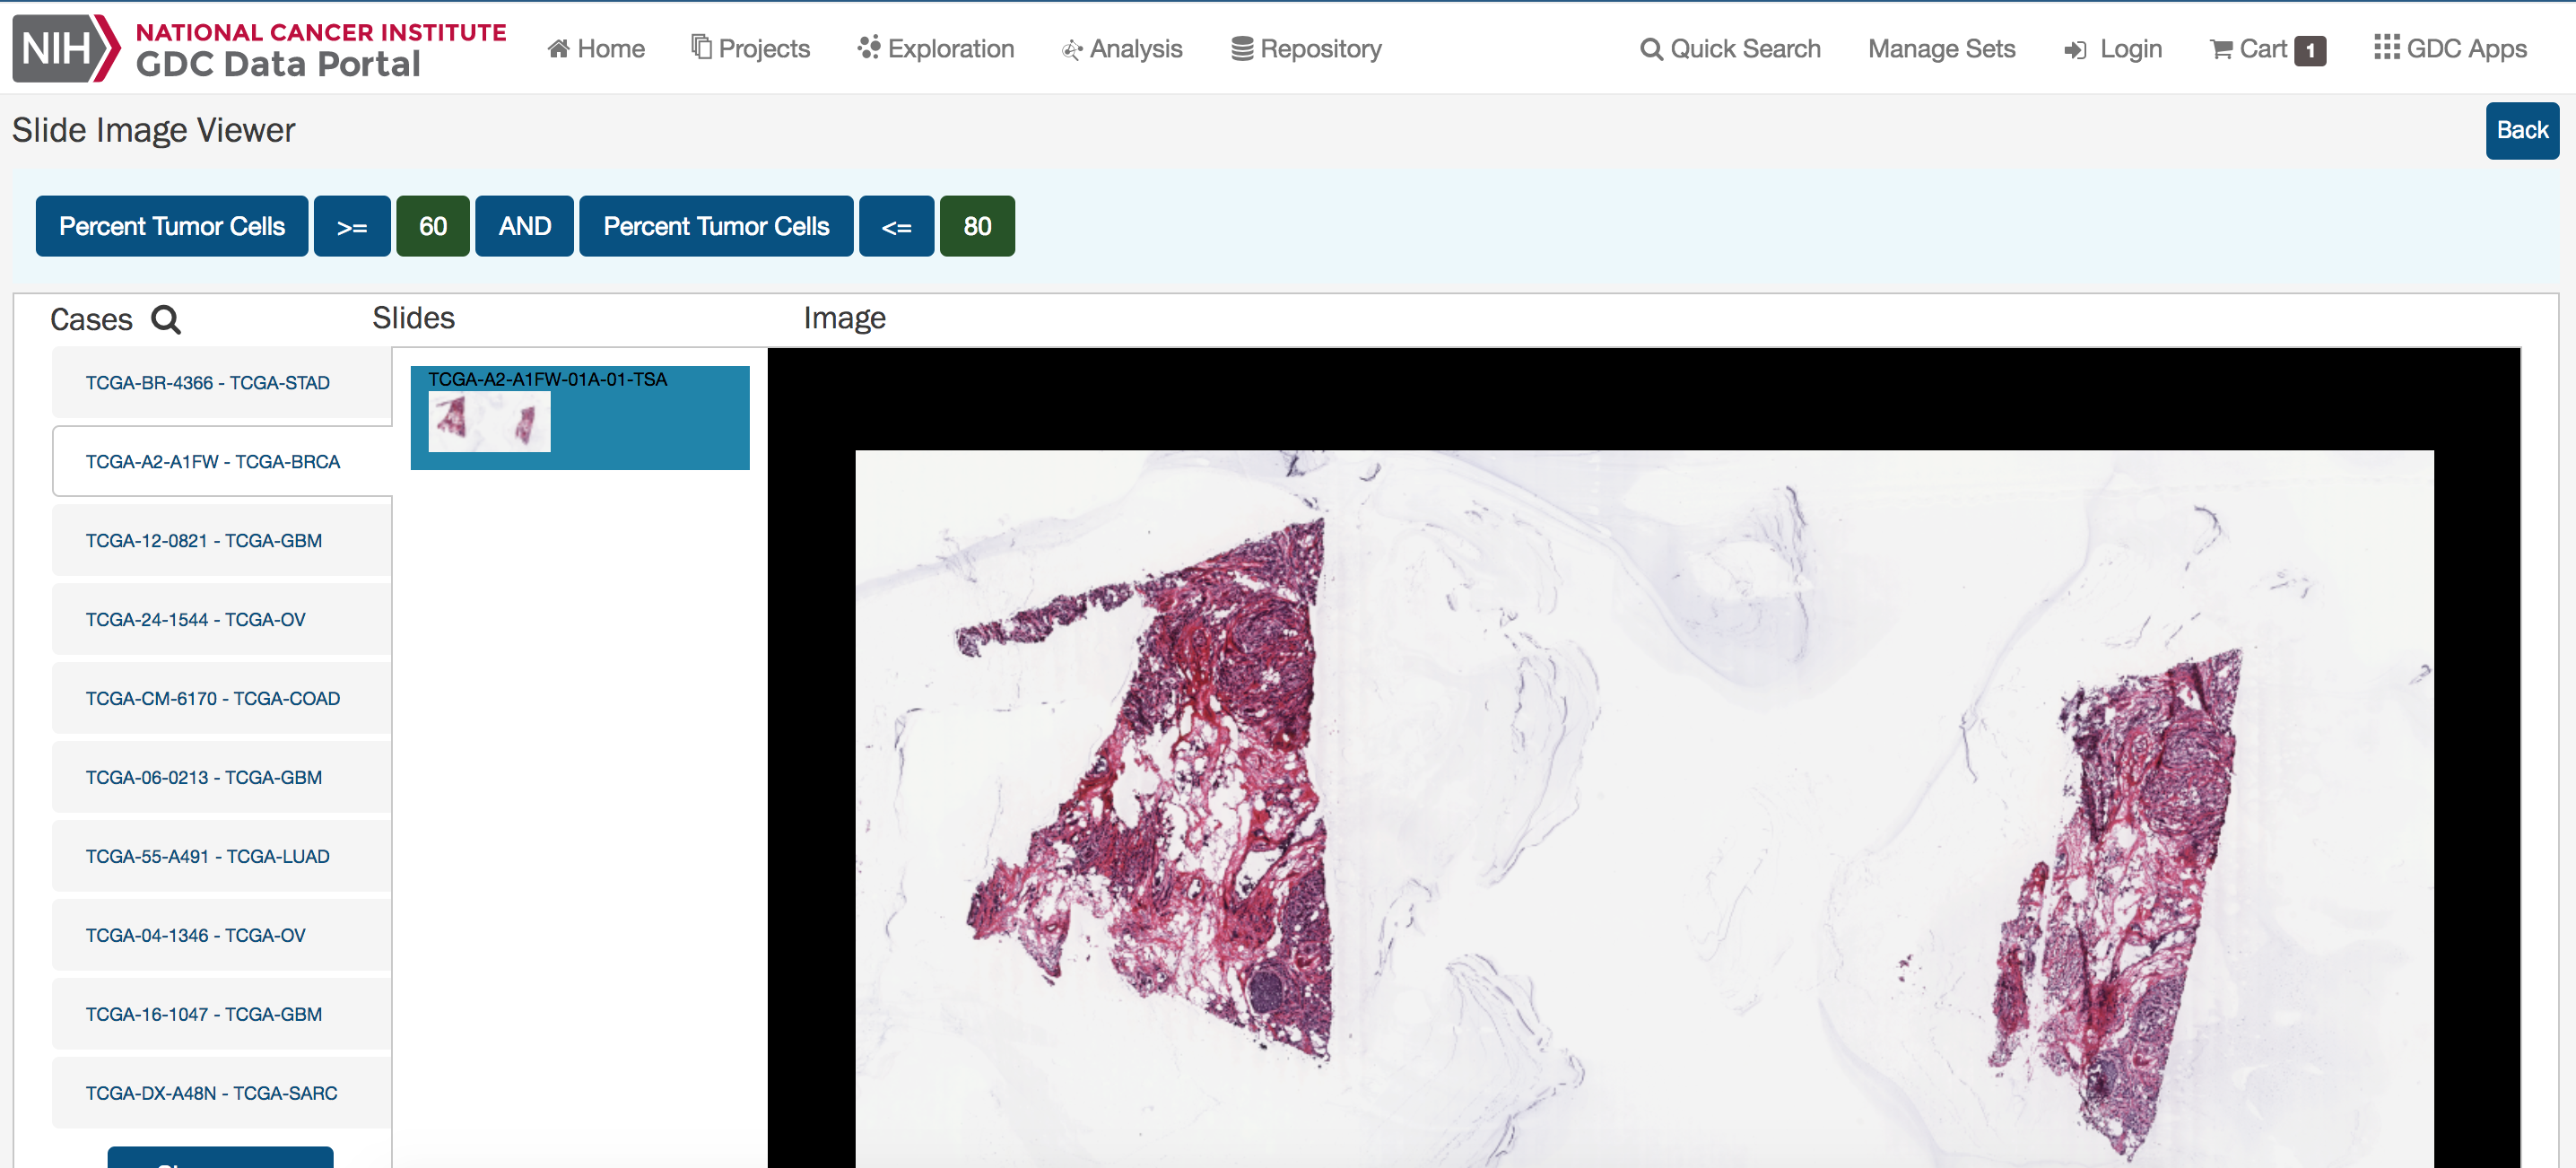 NIH NATIONAL CANCER INSTITUTE
GDC Data Portal
Home Projects Exploration Analysis Repository Quick Search Manage Sets Login Cart 1 GDC Apps
Slide Image Viewer
Back
Percent Tumor Cells >= 60 AND Percent Tumor Cells <= 80
Cases Slides Image
TCGA-BR-4366 - TCGA-STAD
TCGA-A2-A1FW - TCGA-BRCA
TCGA-12-0821 - TCGA-GBM
TCGA-24-1544 - TCGA-OV
TCGA-CM-6170 - TCGA-COAD
TCGA-06-0213 - TCGA-GBM
TCGA-55-A491 - TCGA-LUAD
TCGA-04-1346 - TCGA-OV
TCGA-16-1047 - TCGA-GBM
TCGA-DX-A48N - TCGA-SARC
TCGA-A2-A1FW-01A-01-TSA